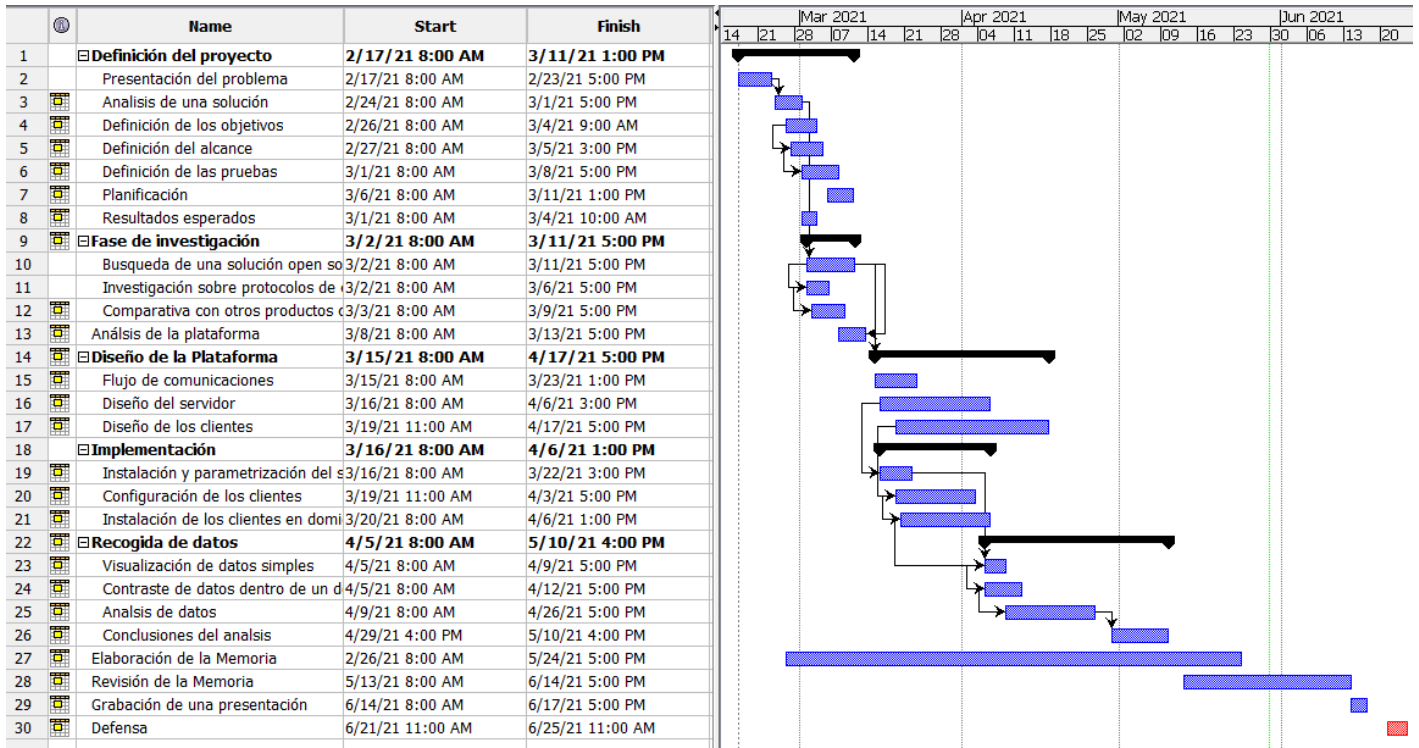 Name Start Finish Mar 2021 Apr 2021 May 2021 Jun 2021
14 21 28 07 14 21 28 04 11 18 25 02 09 16 23 30 06 13 20
1 Definición del proyecto 2/17/21 8:00 AM 3/11/21 1:00 PM
2 Presentación del problema 2/17/21 8:00 AM 2/23/21 5:00 PM
3 Analisis de una solución 2/24/21 8:00 AM 3/1/21 5:00 PM
4 Definición de los objetivos 2/26/21 8:00 AM 3/4/21 9:00 AM
5 Definición del alcance 2/27/21 8:00 AM 3/5/21 3:00 PM
6 Definición de las pruebas 3/1/21 8:00 AM 3/8/21 5:00 PM
7 Planificación 3/6/21 8:00 AM 3/11/21 1:00 PM
8 Resultados esperados 3/1/21 8:00 AM 3/4/21 10:00 AM
9 Fase de investigación 3/2/21 8:00 AM 3/11/21 5:00 PM
10 Busqueda de una solución open so 3/2/21 8:00 AM 3/11/21 5:00 PM
11 Investigación sobre protocolos de 3/2/21 8:00 AM 3/6/21 5:00 PM
12 Comparativa con otros productos 3/3/21 8:00 AM 3/9/21 5:00 PM
13 Análsis de la plataforma 3/8/21 8:00 AM 3/13/21 5:00 PM
14 Diseño de la Plataforma 3/15/21 8:00 AM 4/17/21 5:00 PM
15 Flujo de comunicaciones 3/15/21 8:00 AM 3/23/21 1:00 PM
16 Diseño del servidor 3/16/21 8:00 AM 4/6/21 3:00 PM
17 Diseño de los clientes 3/19/21 11:00 AM 4/17/21 5:00 PM
18 Implementación 3/16/21 8:00 AM 4/6/21 1:00 PM
19 Instalación y parametrización del s 3/16/21 8:00 AM 3/22/21 3:00 PM
20 Configuración de los clientes 3/19/21 11:00 AM 4/3/21 5:00 PM
21 Instalación de los clientes en domi 3/20/21 8:00 AM 4/6/21 1:00 PM
22 Recogida de datos 4/5/21 8:00 AM 5/10/21 4:00 PM
23 Visualización de datos simples 4/5/21 8:00 AM 4/9/21 5:00 PM
24 Contraste de datos dentro de un d 4/5/21 8:00 AM 4/12/21 5:00 PM
25 Analsis de datos 4/9/21 8:00 AM 4/26/21 5:00 PM
26 Conclusiones del analsis 4/29/21 4:00 PM 5/10/21 4:00 PM
27 Elaboración de la Memoria 2/26/21 8:00 AM 5/24/21 5:00 PM
28 Revisión de la Memoria 5/13/21 8:00 AM 6/14/21 5:00 PM
29 Grabación de una presentación 6/14/21 8:00 AM 6/17/21 5:00 PM
30 Defensa 6/21/21 11:00 AM 6/25/21 11:00 AM